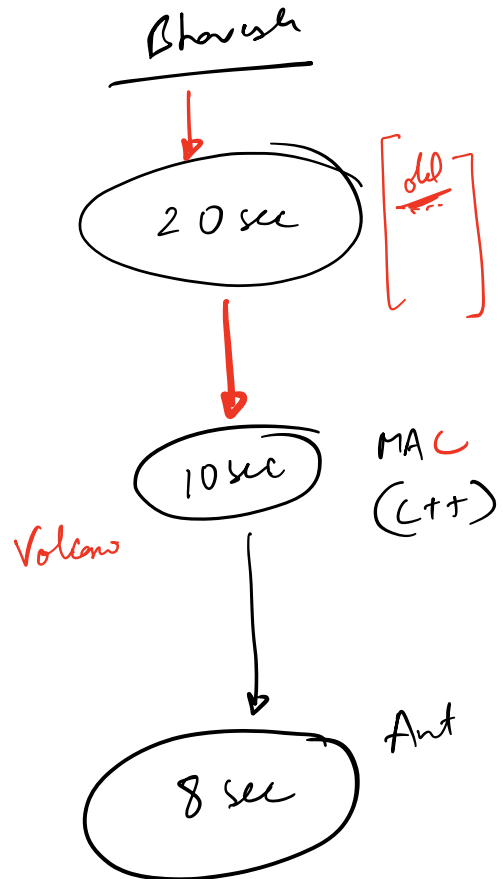 Bhavesh
20 sec
old
10 sec
MAC
(C++)
Volcano
Ant
8 sec